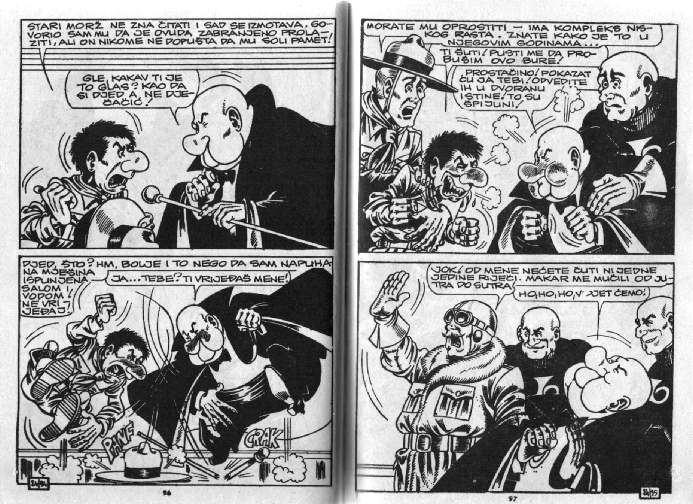 STARI MORŽ NE ZNA ČITATI I SAD SE IZMOTAVA. GO-
VORIO SAM MU DA JE OVUDA ZABRANJENO PROLA-
ZITI, ALI ON NIKOME NE DOPUŠTA DA MU SOLI PAMET!
GLE, KAKAV TI JE
TO GLAS? KAO DA
SI DJED, A NE DJE-
ČAČIĆ!
DJED, ŠTO? HM, BOLJE I TO NEGO DA SAM NAPUHA-
NA MJEŠINA
ISPUNJENA
SALOM I
VODOM!
NE VRI-
JEĐAJ!
JA... TEBE? TI VRIJEĐAŠ MENE!
KRAK
24/94
96
MORATE MU OPROSTITI - IMA KOMPLEKS NIS-
KOG RASTA. ZNATE KAKO JE TO U
NJEGOVIM GODINAMA...
TI ŠUTI! PUSTI ME DA PRO-
BUŠIM OVO BURE!
PROSTAČINO! POKAZAT
ĆU JA TEBI! ODVEDITE
IH U DVORANU
ISTINE! TO SU
ŠPIJUNI!
JOK! OD MENE NEĆETE ČUTI NI JEDNE
JEDINE RIJEČI. MAKAR ME MUČILI OD JU-
TRA DO SUTRA!
HO, HO, HO, VIDJET ĆEMO!
97